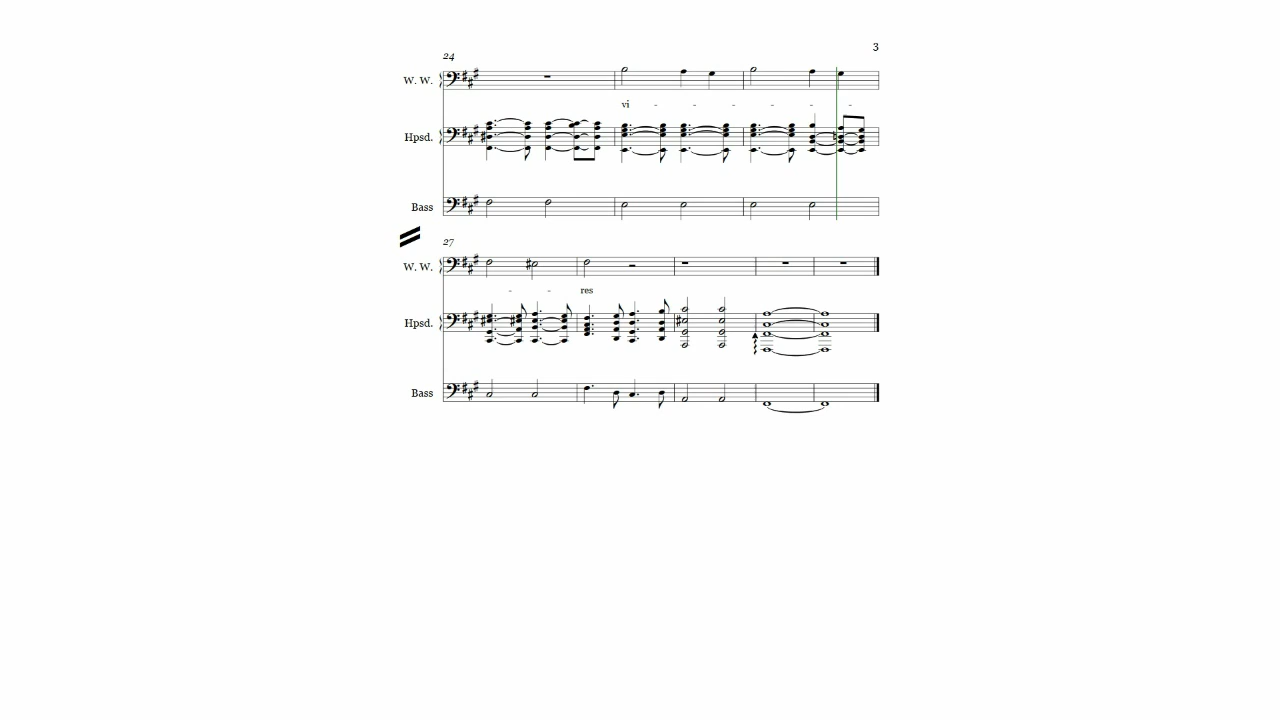 3
24
W. W.
vi - - - - - -
Hpsd.
Bass
27
W. W.
- - res
Hpsd.
Bass